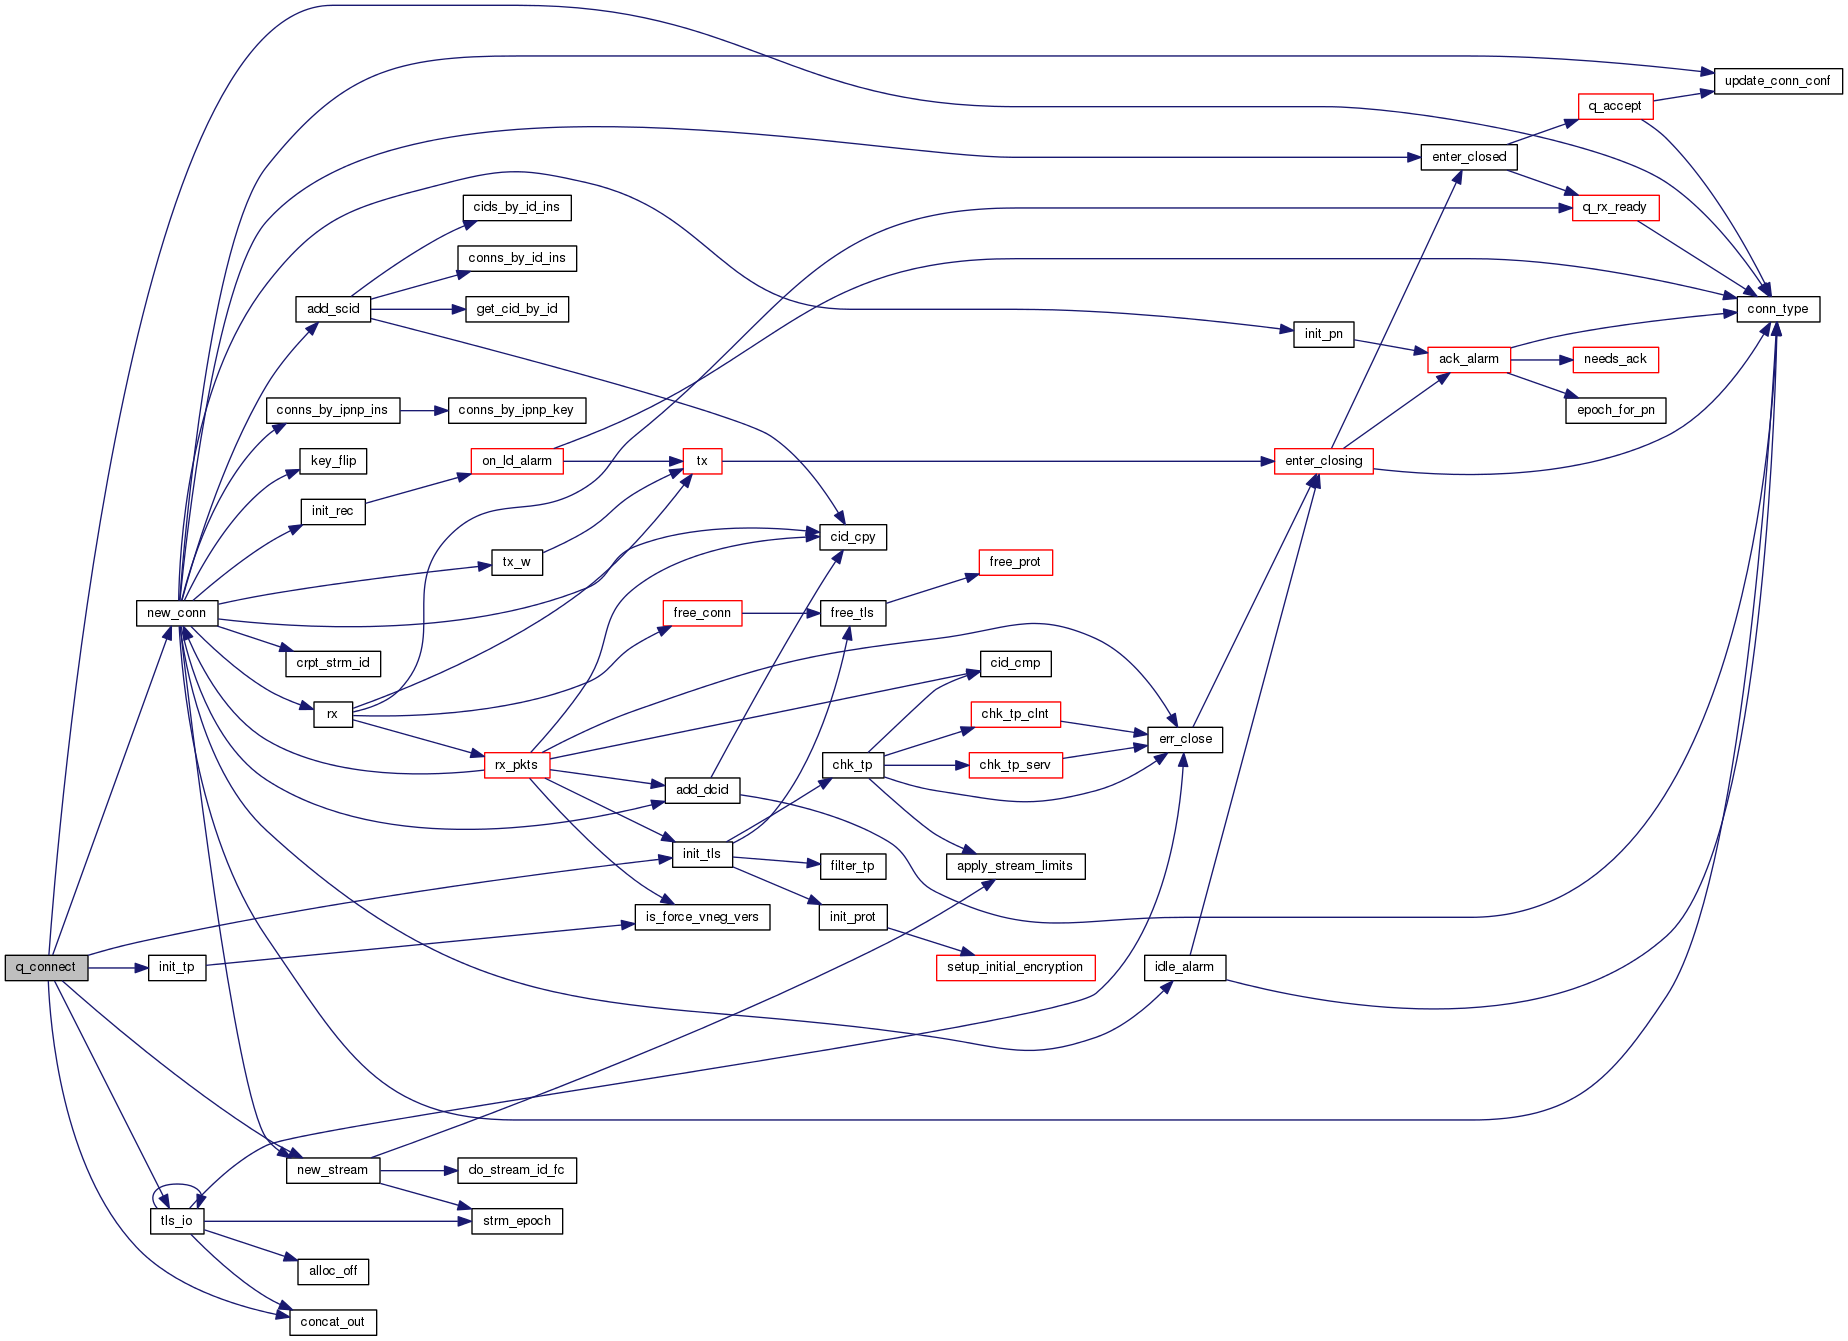 update_conn_conf
q_accept
enter_closed
cids_by_id_ins
q_rx_ready
conns_by_id_ins
add_scid
get_cid_by_id
conn_type
init_pn
ack_alarm
needs_ack
conns_by_ipnp_ins
conns_by_ipnp_key
epoch_for_pn
key_flip
on_ld_alarm
tx
enter_closing
init_rec
cid_cpy
tx_w
free_prot
new_conn
free_conn
free_tls
crpt_strm_id
cid_cmp
rx
chk_tp_clnt
err_close
rx_pkts
chk_tp
chk_tp_serv
add_dcid
init_tls
filter_tp
apply_stream_limits
is_force_vneg_vers
init_prot
q_connect
init_tp
setup_initial_encryption
idle_alarm
new_stream
do_stream_id_fc
tls_io
strm_epoch
alloc_off
concat_out